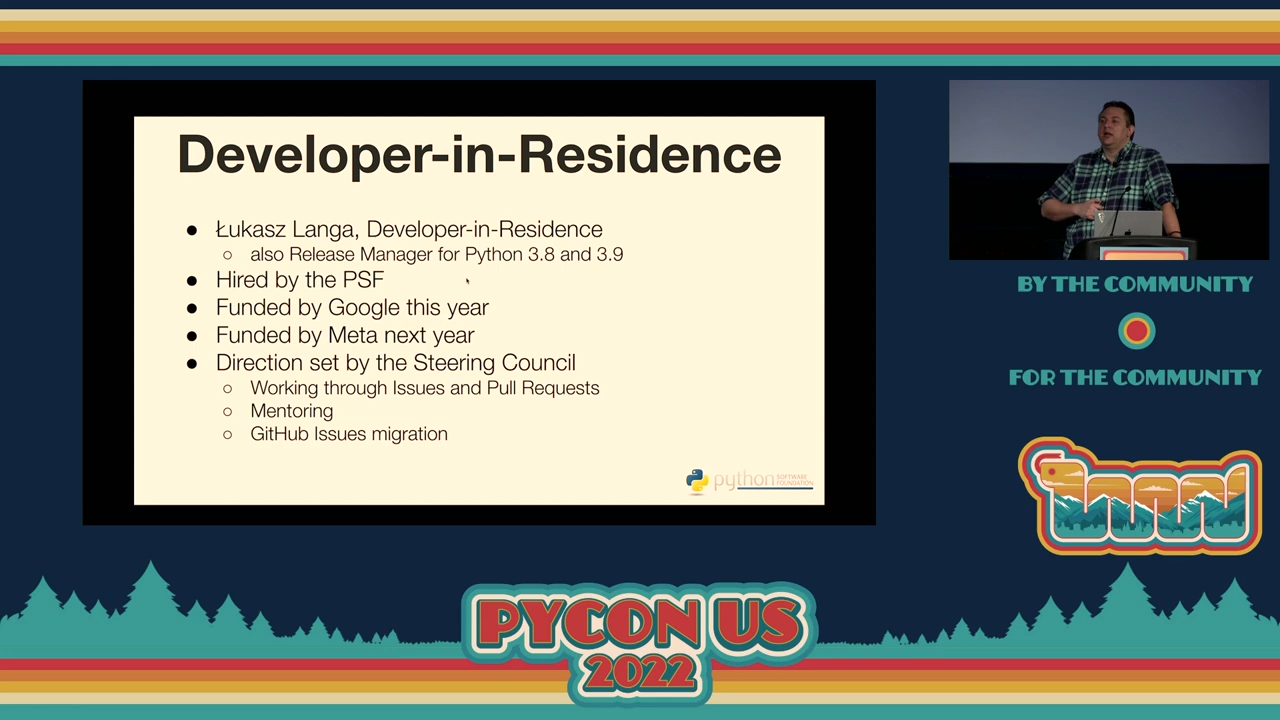 Developer-in-Residence
● Łukasz Langa, Developer-in-Residence
○ also Release Manager for Python 3.8 and 3.9
● Hired by the PSF
● Funded by Google this year
● Funded by Meta next year
● Direction set by the Steering Council
○ Working through Issues and Pull Requests
○ Mentoring
○ GitHub Issues migration
python SOFTWARE
FOUNDATION
BY THE COMMUNITY
FOR THE COMMUNITY
PYCON US
2022